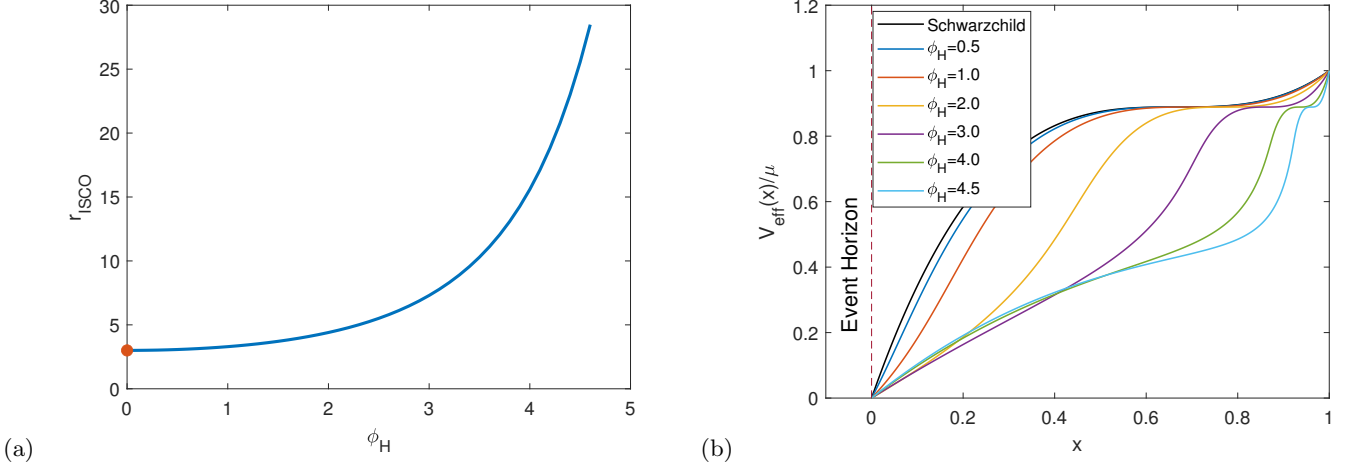 30
25
20
15
10
5
0
r_ISCO
0 1 2 3 4 5
ϕ_H
(a)
1.2
1
0.8
0.6
0.4
0.2
0
V_eff(x)/μ
Schwarzchild
ϕ_H=0.5
ϕ_H=1.0
ϕ_H=2.0
ϕ_H=3.0
ϕ_H=4.0
ϕ_H=4.5
Event Horizon
0 0.2 0.4 0.6 0.8 1
x
(b)